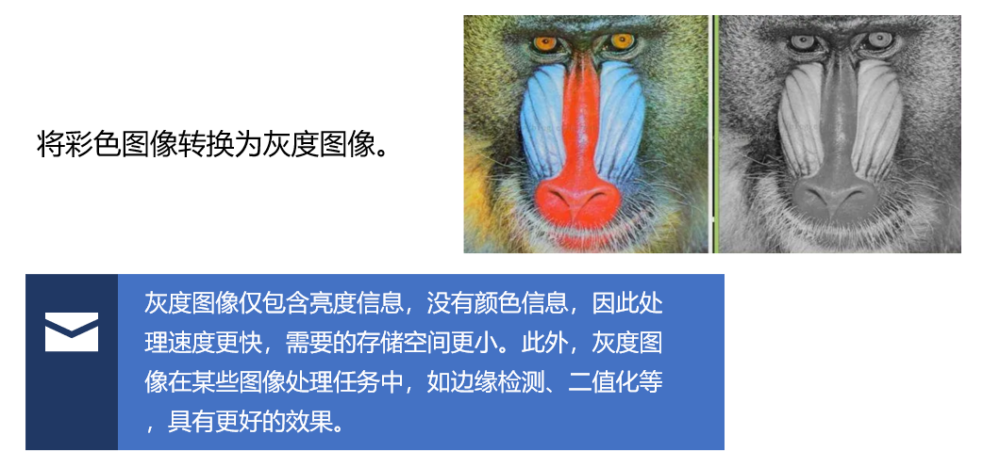 将彩色图像转换为灰度图像。
灰度图像仅包含亮度信息，没有颜色信息，因此处
理速度更快，需要的存储空间更小。此外，灰度图
像在某些图像处理任务中，如边缘检测、二值化等
，具有更好的效果。